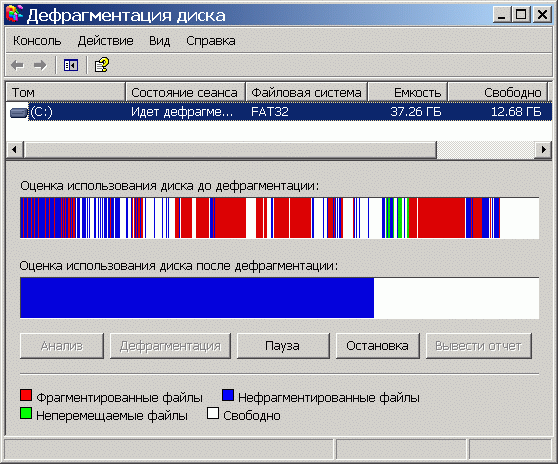 Дефрагментация диска
Консоль Действие Вид Справка
Том Состояние сеанса Файловая система Емкость Свободно
(C:) Идет дефрагме... FAT32 37.26 ГБ 12.68 ГБ
Оценка использования диска до дефрагментации:
Оценка использования диска после дефрагментации:
Анализ Дефрагментация Пауза Остановка Вывести отчет
Фрагментированные файлы Нефрагментированные файлы
Неперемещаемые файлы Свободно